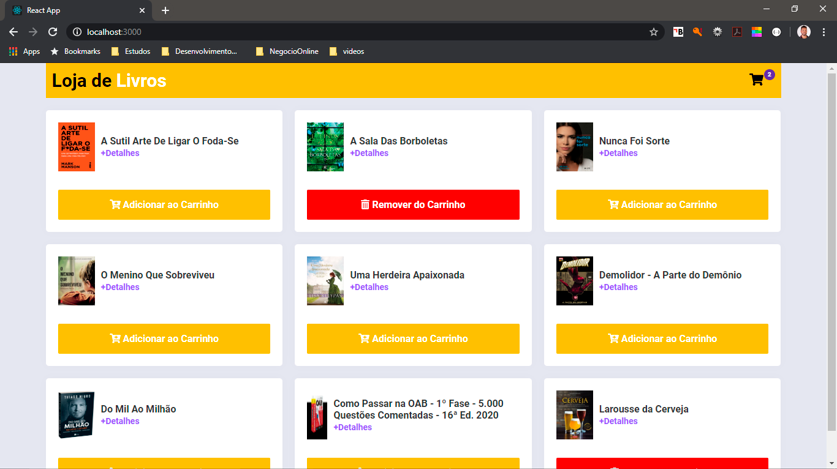 React App
localhost:3000
Apps
Bookmarks
Estudos
Desenvolvimento...
NegocioOnline
videos
Loja de Livros
2
A SUTIL
ARTE
DE
LIGAR O
F*DA-SE
A Sutil Arte De Ligar O Foda-Se
+Detalhes
Adicionar ao Carrinho
A Sala Das Borboletas
+Detalhes
Remover do Carrinho
Nunca Foi Sorte
+Detalhes
Adicionar ao Carrinho
O Menino Que Sobreviveu
+Detalhes
Adicionar ao Carrinho
Uma Herdeira Apaixonada
+Detalhes
Adicionar ao Carrinho
Demolidor - A Parte do Demônio
+Detalhes
Adicionar ao Carrinho
MILHÃO
Do Mil Ao Milhão
+Detalhes
Como Passar na OAB - 1º Fase - 5.000
Questões Comentadas - 16ª Ed. 2020
+Detalhes
CERVEJA
Larousse da Cerveja
+Detalhes